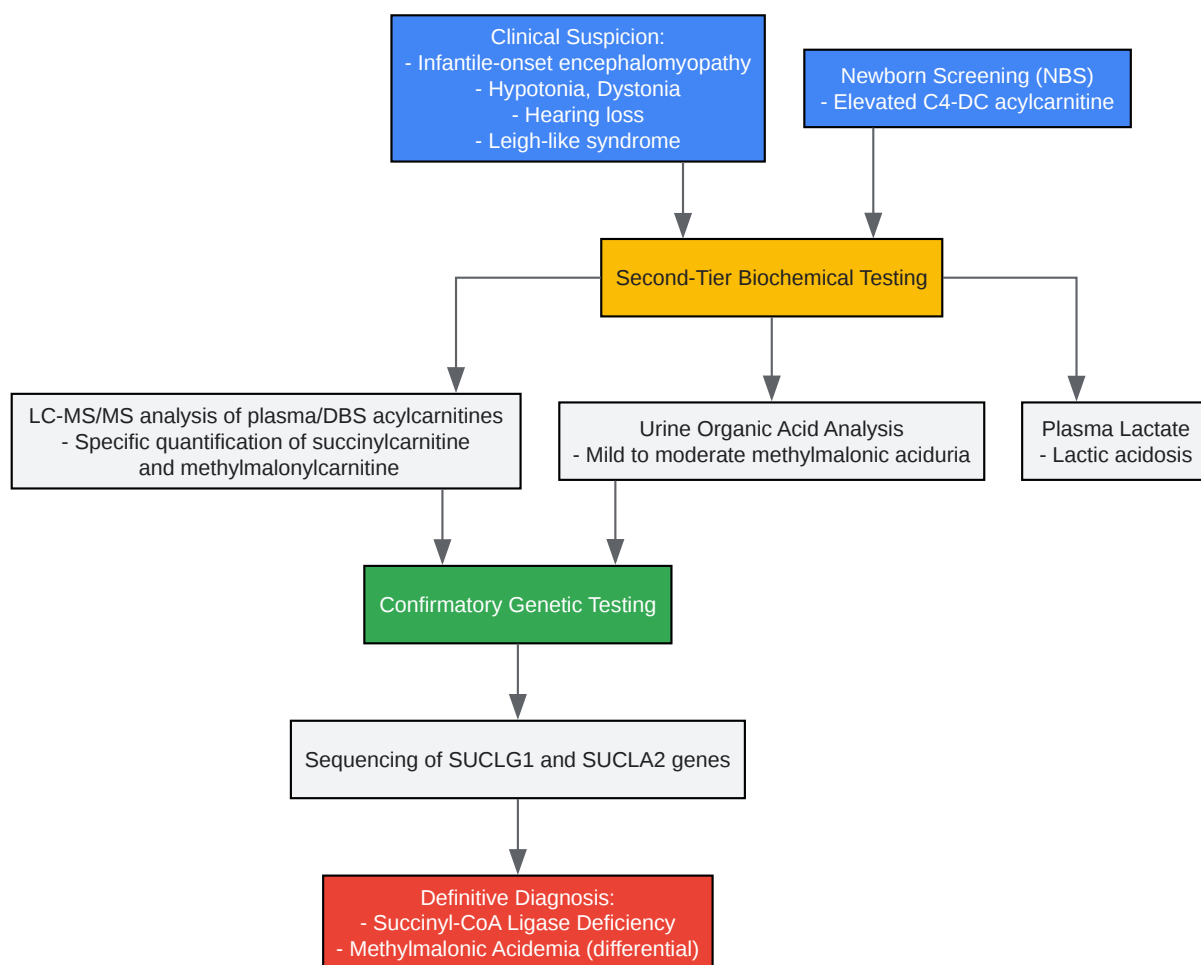 Clinical Suspicion:
- Infantile-onset encephalomyopathy
- Hypotonia, Dystonia
- Hearing loss
- Leigh-like syndrome
Newborn Screening (NBS)
- Elevated C4-DC acylcarnitine
Second-Tier Biochemical Testing
LC-MS/MS analysis of plasma/DBS acylcarnitines
- Specific quantification of succinylcarnitine
and methylmalonylcarnitine
Urine Organic Acid Analysis
- Mild to moderate methylmalonic aciduria
Plasma Lactate
- Lactic acidosis
Confirmatory Genetic Testing
Sequencing of SUCLG1 and SUCLA2 genes
Definitive Diagnosis:
- Succinyl-CoA Ligase Deficiency
- Methylmalonic Acidemia (differential)